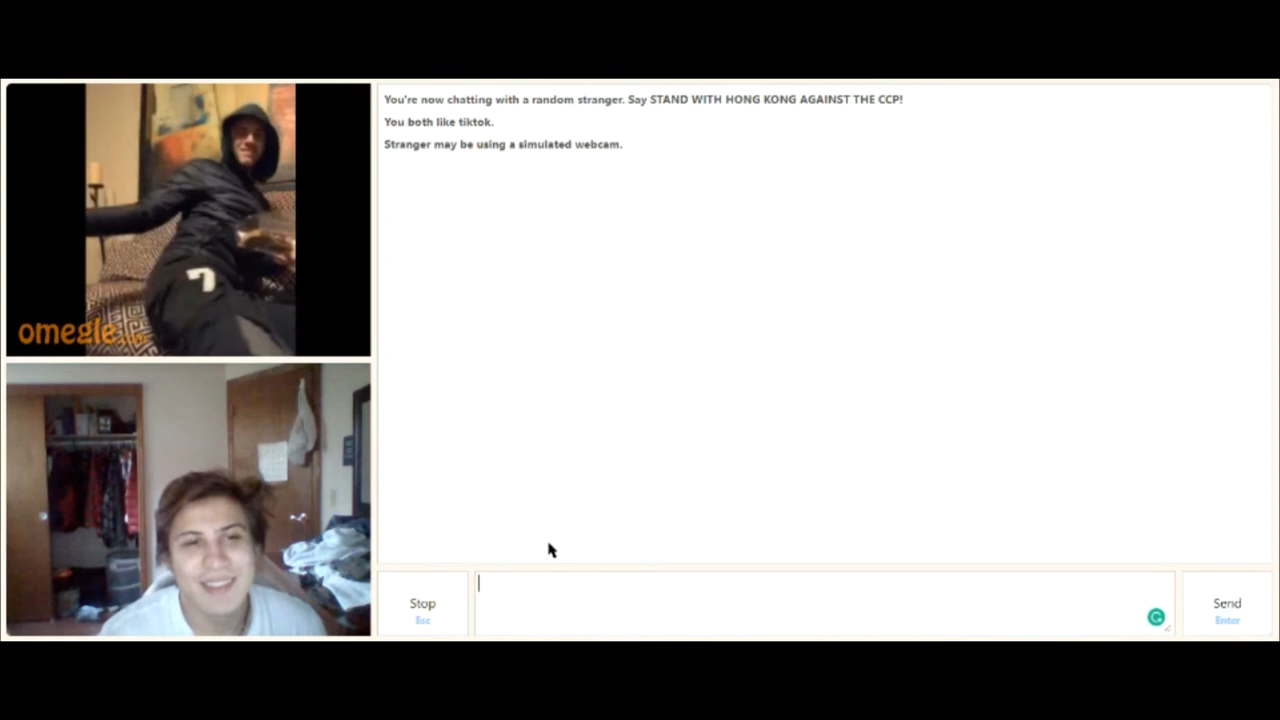 You're now chatting with a random stranger. Say STAND WITH HONG KONG AGAINST THE CCP!
You both like tiktok.
Stranger may be using a simulated webcam.
7
omegle
Stop
Esc
Send
Enter